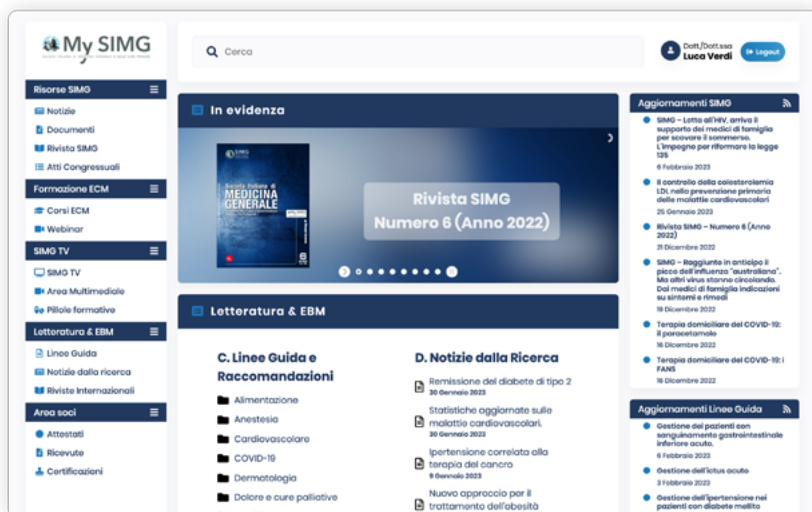 My SIMG
Cerca
Dott./Dott.ssa
Luca Verdi
Logout
Risorse SIMG
Notizie
Documenti
Rivista SIMG
Atti Congressuali
Formazione ECM
Corsi ECM
Webinar
SIMG TV
SIMG TV
Area Multimediale
Pillole formative
Letteratura & EBM
Linee Guida
Notizie dalla ricerca
Riviste Internazionali
Area soci
Attestati
Ricevute
Certificazioni
In evidenza
SIMG
Società Italiana di
MEDICINA
GENERALE
Rivista SIMG
Numero 6 (Anno 2022)
Letteratura & EBM
C. Linee Guida e
Raccomandazioni
Alimentazione
Anestesia
Cardiovascolare
COVID-19
Dermatologia
Dolore e cure palliative
D. Notizie dalla Ricerca
Remissione del diabete di tipo 2
30 Gennaio 2023
Statistiche aggiornate sulle
malattie cardiovascolari.
30 Gennaio 2023
Ipertensione correlata alla
terapia del cancro
9 Gennaio 2023
Nuovo approccio per il
trattamento dell'obesità
Aggiornamenti SIMG
SIMG – Lotta all'HIV, arriva il
supporto dei medici di famiglia
per scovare il sommerso.
L'impegno per riformare la legge
135
6 Febbraio 2023
Il controllo della colesterolemia
LDL nella prevenzione primaria
delle malattie cardiovascolari
25 Gennaio 2023
Rivista SIMG – Numero 6 (Anno
2022)
21 Dicembre 2022
SIMG – Raggiunto in anticipo il
picco dell'influenza "australiana".
Ma altri virus stanno circolando.
Dai medici di famiglia indicazioni
su sintomi e rimedi
19 Dicembre 2022
Terapia domiciliare del COVID-19:
il paracetamolo
16 Dicembre 2022
Terapia domiciliare del COVID-19: i
FANS
16 Dicembre 2022
Aggiornamenti Linee Guida
Gestione dei pazienti con
sanguinamento gastrointestinale
inferiore acuto.
6 Febbraio 2023
Gestione dell'ictus acuto
3 Febbraio 2023
Gestione dell'ipertensione nei
pazienti con diabete mellito